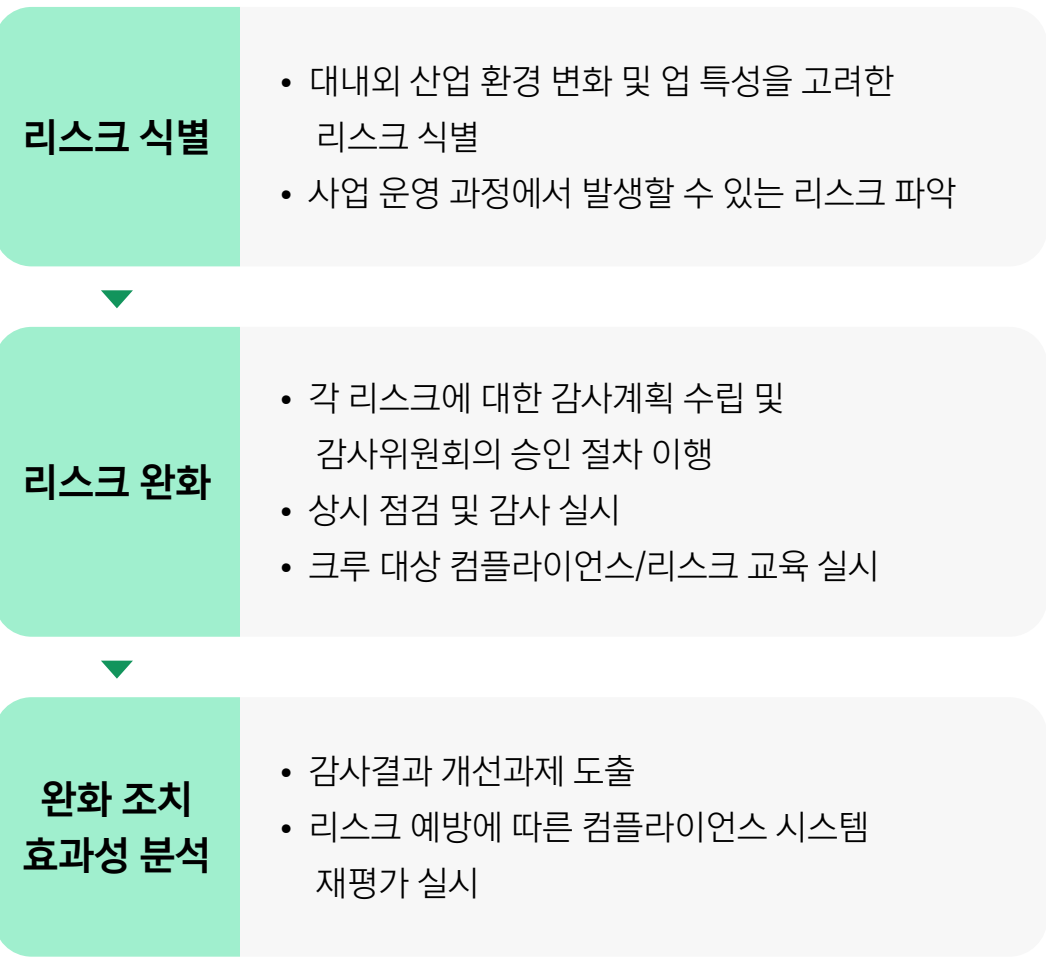 리스크 식별
• 대내외 산업 환경 변화 및 업 특성을 고려한
리스크 식별
• 사업 운영 과정에서 발생할 수 있는 리스크 파악
리스크 완화
• 각 리스크에 대한 감사계획 수립 및
감사위원회의 승인 절차 이행
• 상시 점검 및 감사 실시
• 크루 대상 컴플라이언스/리스크 교육 실시
완화 조치
효과성 분석
• 감사결과 개선과제 도출
• 리스크 예방에 따른 컴플라이언스 시스템
재평가 실시